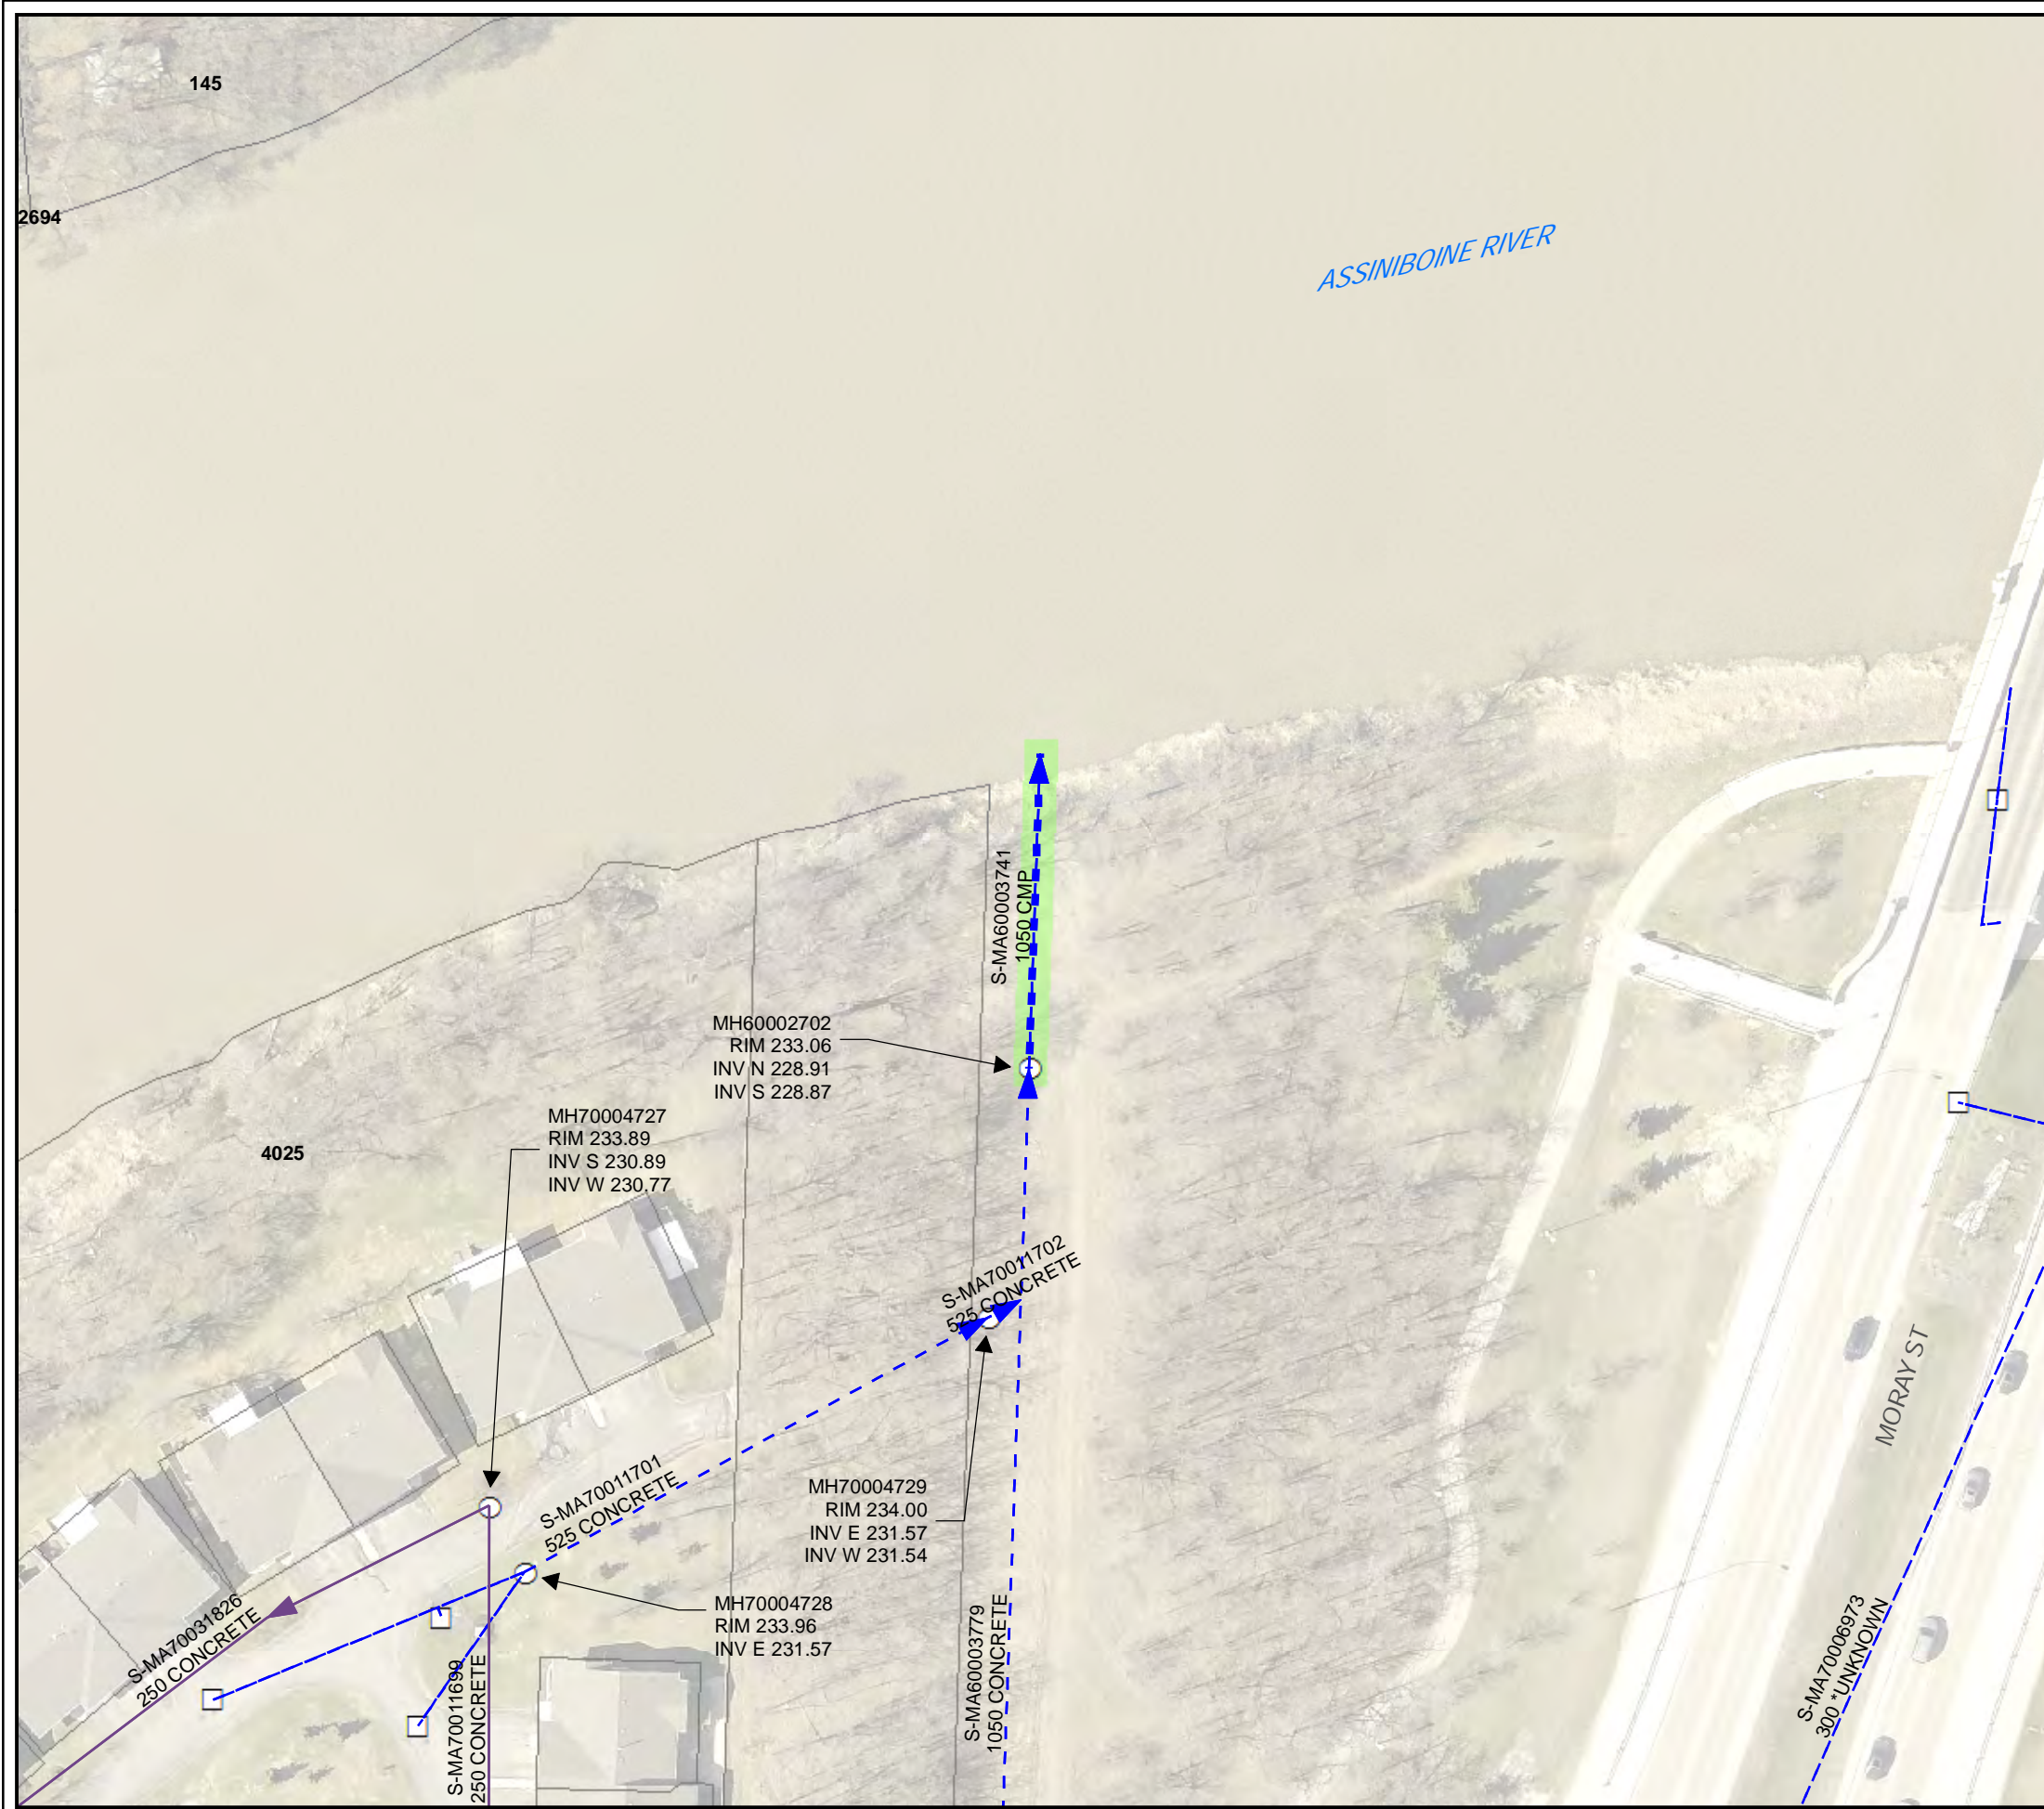 145
2694
ASSINIBOINE RIVER
S-MA60003741
1050 CMP
MH60002702
RIM 233.06
INV N 228.91
INV S 228.87
MH70004727
RIM 233.89
INV S 230.89
INV W 230.77
4025
S-MA70011702
525 CONCRETE
MORAY ST
S-MA70011701
525 CONCRETE
MH70004729
RIM 234.00
INV E 231.57
INV W 231.54
MH70004728
RIM 233.96
INV E 231.57
S-MA70031826
250 CONCRETE
S-MA70011699
250 CONCRETE
S-MA60003779
1050 CONCRETE
S-MA70006973
300 *UNKNOWN